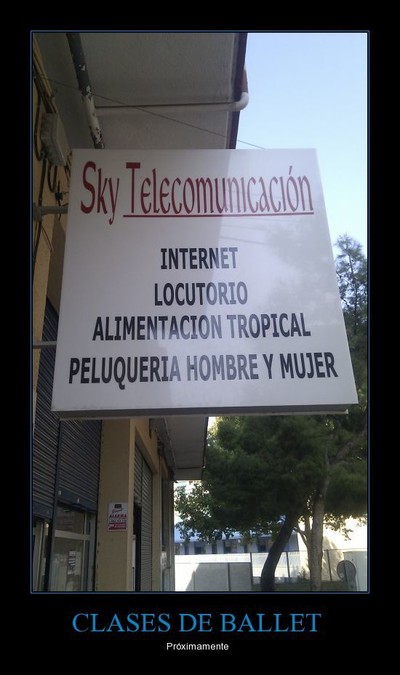 Sky Telecomunicación
INTERNET
LOCUTORIO
ALIMENTACION TROPICAL
PELUQUERIA HOMBRE Y MUJER
CLASES DE BALLET
Próximamente